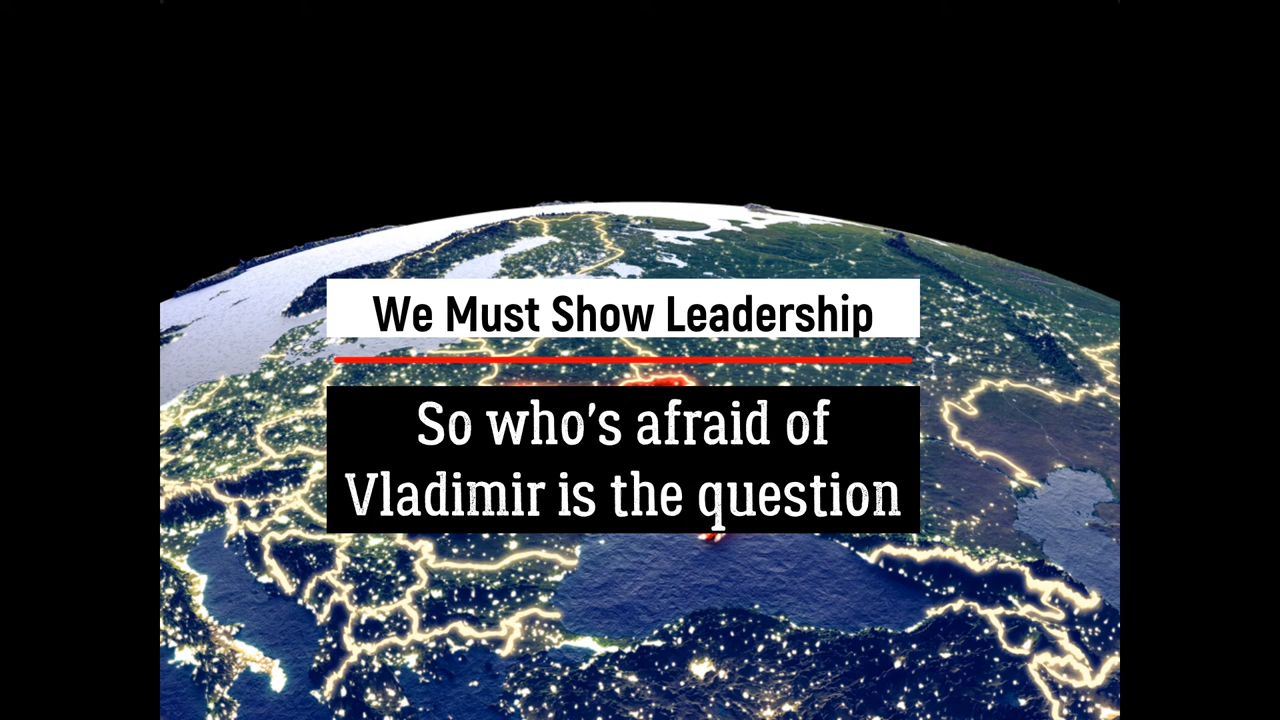 We Must Show Leadership
So who’s afraid of
Vladimir is the question